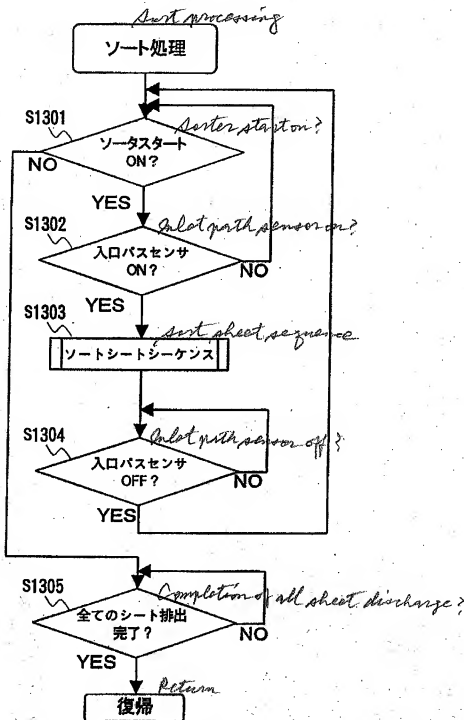 Sort processing
ソート処理
S1301
Sorter start on?
ソータスタート
ON?
NO
YES
S1302
Inlet path sensor on?
入口パスセンサ
ON?
NO
YES
S1303
Sort sheet sequence
ソートシートシーケンス
S1304
Inlet path sensor off?
入口パスセンサ
OFF?
NO
YES
S1305
Completion of all sheet discharge?
全てのシート排出
完了?
NO
YES
Return
復帰